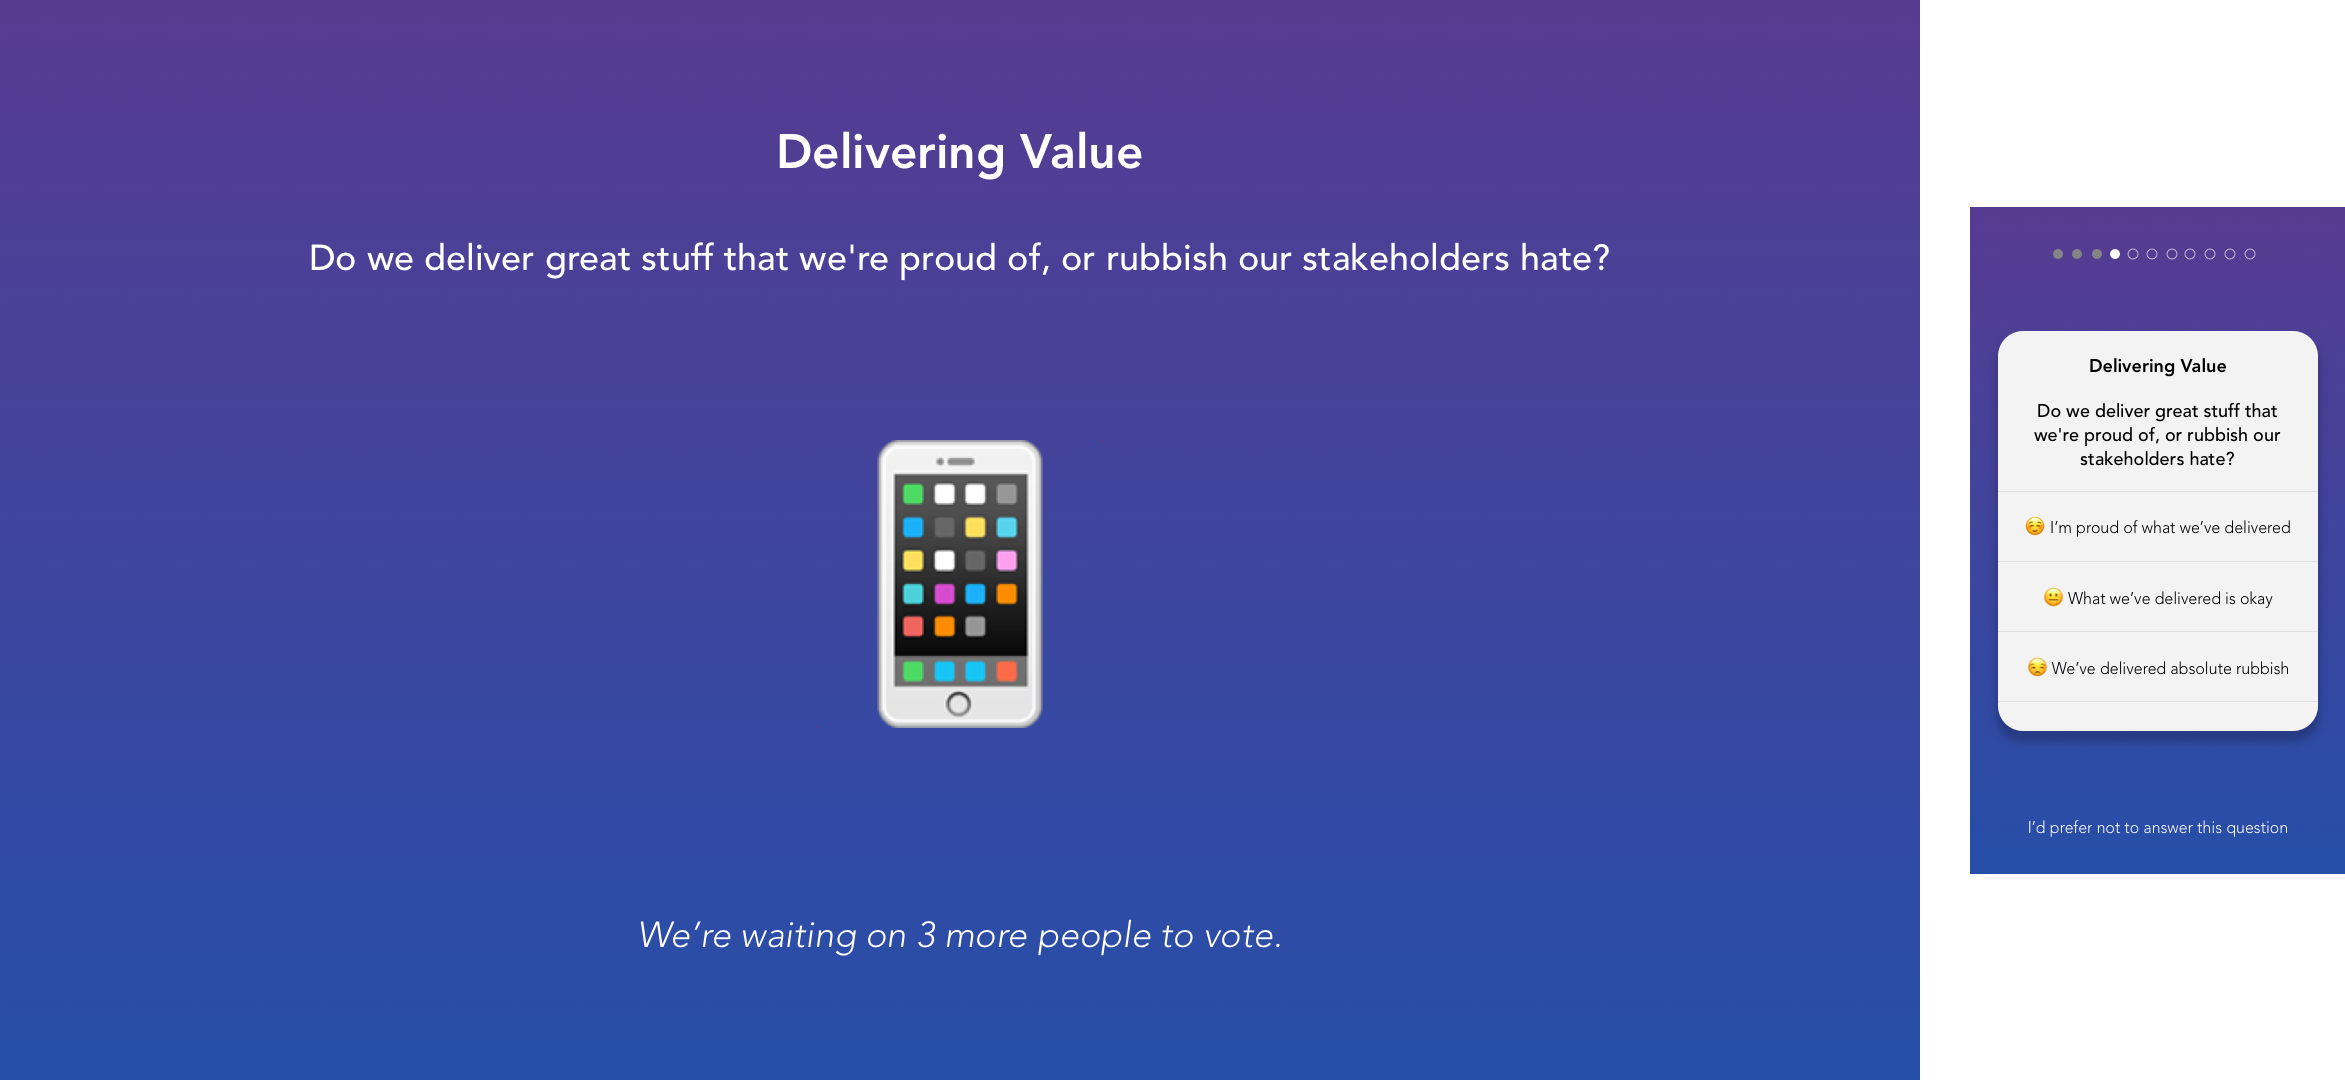 Delivering Value
Do we deliver great stuff that we're proud of, or rubbish our stakeholders hate?
We’re waiting on 3 more people to vote.
Delivering Value
Do we deliver great stuff that
we're proud of, or rubbish our
stakeholders hate?
☺️ I’m proud of what we’ve delivered
😐 What we’ve delivered is okay
😒 We’ve delivered absolute rubbish
I’d prefer not to answer this question